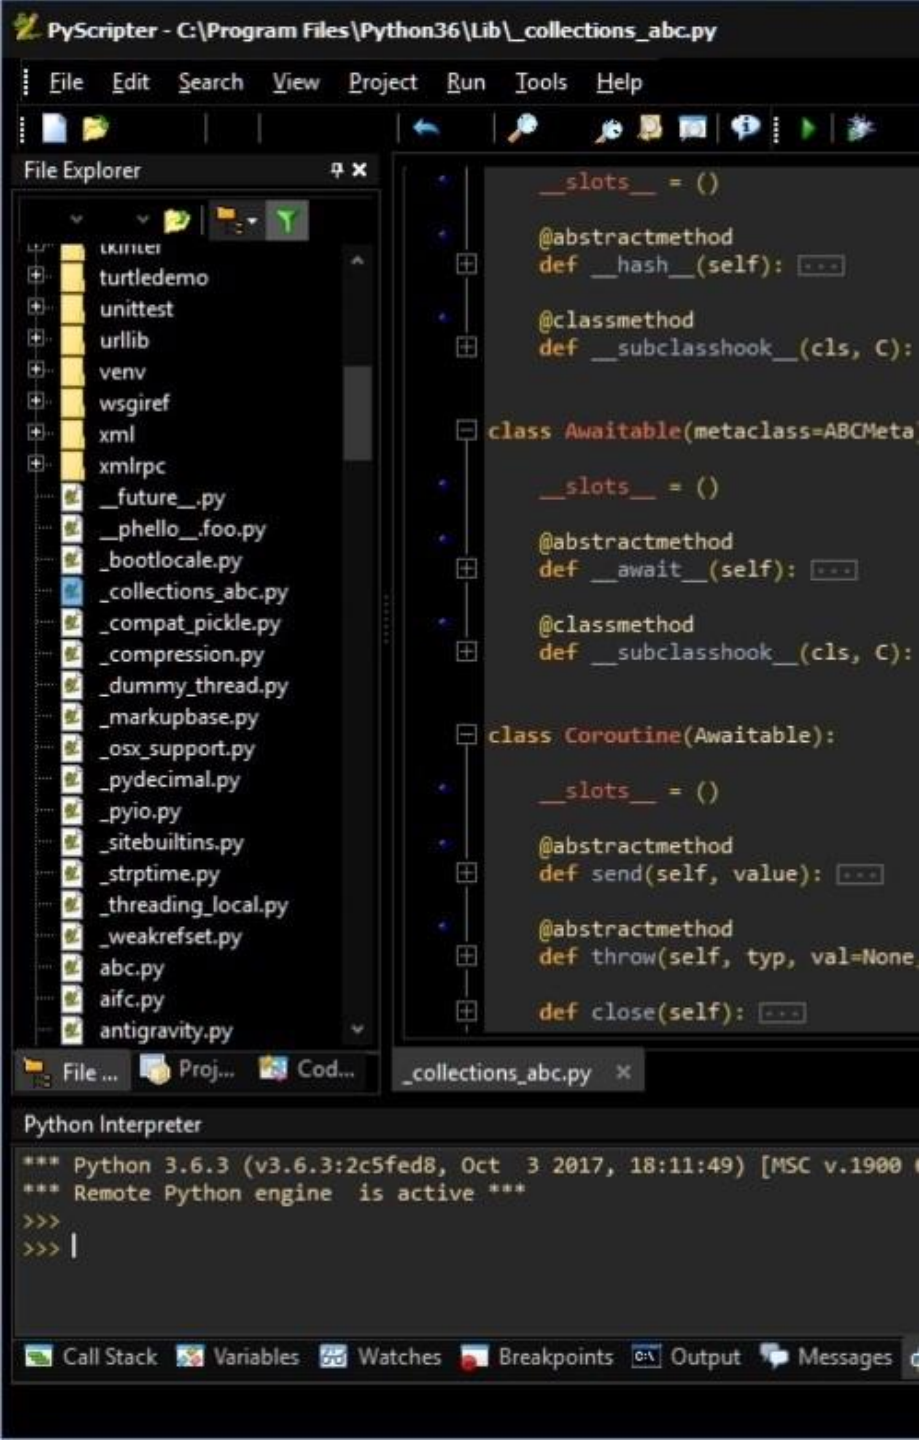 PyScripter - C:\Program Files\Python36\Lib\_collections_abc.py
File Edit Search View Project Run Tools Help
File Explorer
tkinter
turtledemo
unittest
urllib
venv
wsgiref
xml
xmlrpc
__future__.py
__phello__.foo.py
_bootlocale.py
_collections_abc.py
_compat_pickle.py
_compression.py
_dummy_thread.py
_markupbase.py
_osx_support.py
_pydecimal.py
_pyio.py
_sitebuiltins.py
_strptime.py
_threading_local.py
_weakrefset.py
abc.py
aifc.py
antigravity.py
File ... Proj... Cod...
__slots__ = ()
@abstractmethod
def __hash__(self): ...
@classmethod
def __subclasshook__(cls, C):
class Awaitable(metaclass=ABCMeta)
__slots__ = ()
@abstractmethod
def __await__(self): ...
@classmethod
def __subclasshook__(cls, C):
class Coroutine(Awaitable):
__slots__ = ()
@abstractmethod
def send(self, value): ...
@abstractmethod
def throw(self, typ, val=None,
def close(self): ...
_collections_abc.py ×
Python Interpreter
*** Python 3.6.3 (v3.6.3:2c5fed8, Oct  3 2017, 18:11:49) [MSC v.1900
*** Remote Python engine  is active ***
>>>
>>>
Call Stack Variables Watches Breakpoints Output Messages